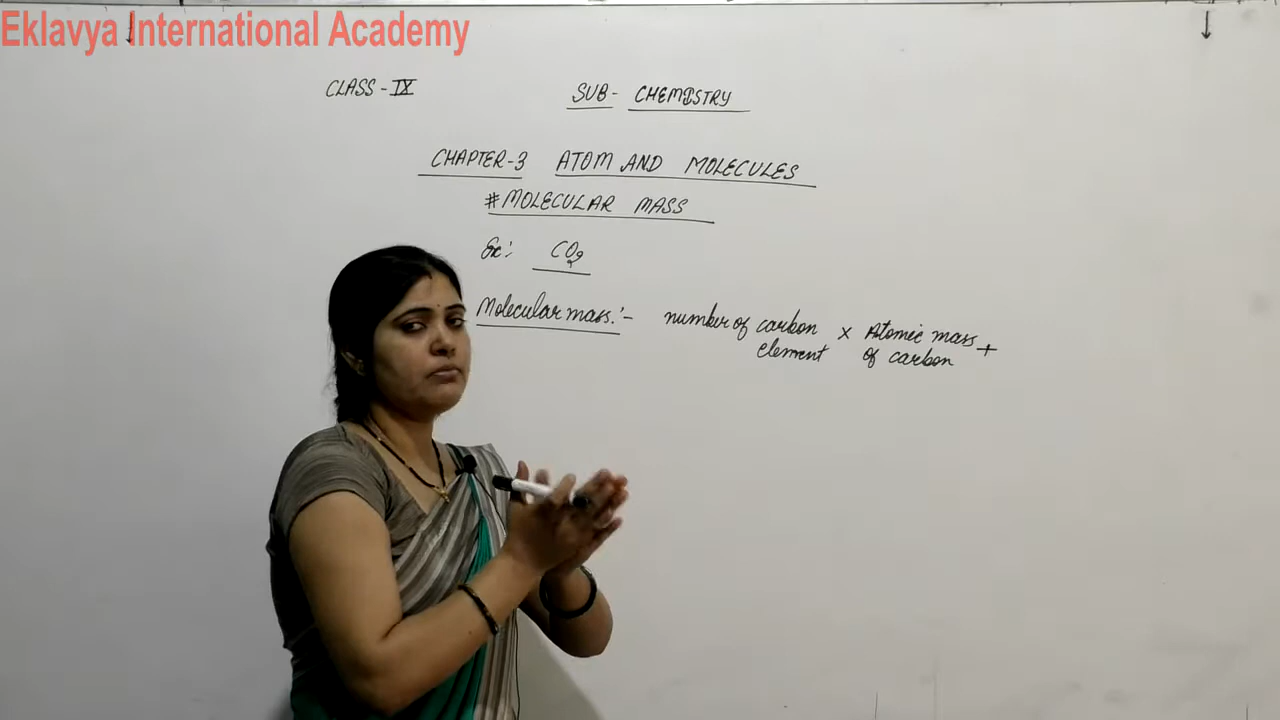 Eklavya International Academy
CLASS - IX SUB - CHEMISTRY
CHAPTER-3 ATOM AND MOLECULES
# MOLECULAR MASS
Ex:- CO2
Molecular mass:- number of carbon × Atomic mass +
element of carbon